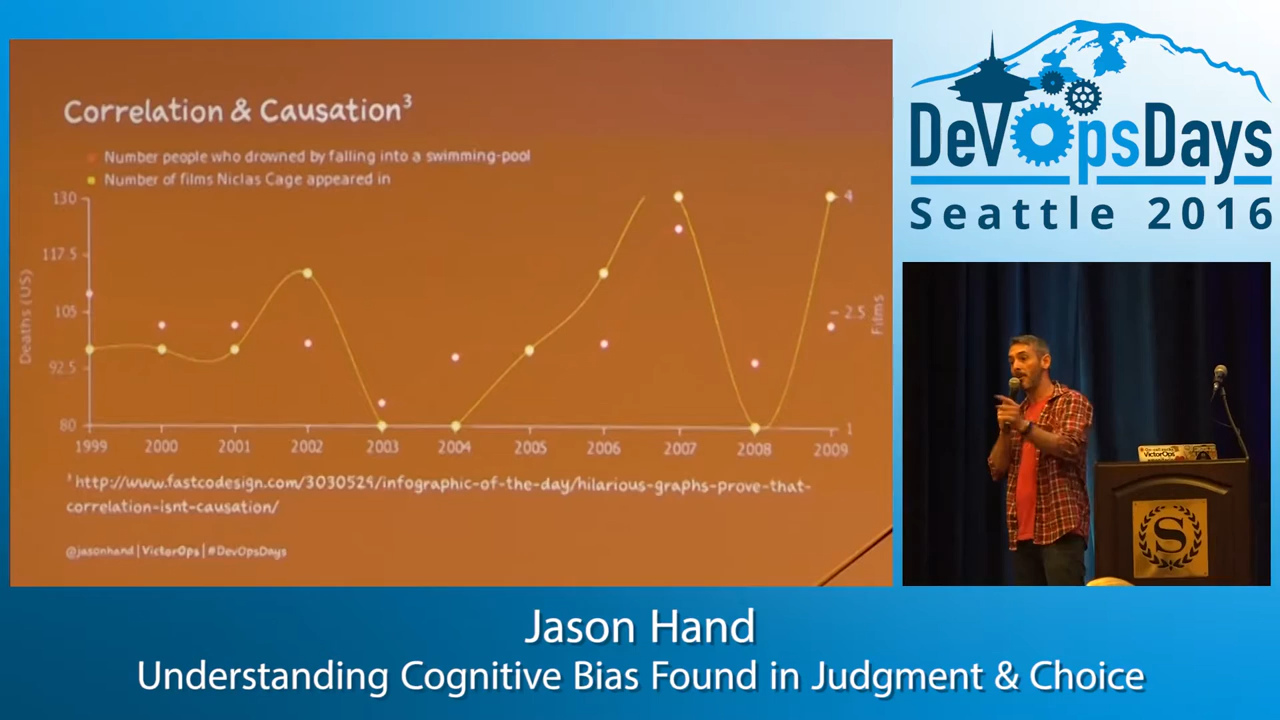 Correlation & Causation³
Number people who drowned by falling into a swimming-pool
Number of films Niclas Cage appeared in
130
117.5
105
92.5
80
Deaths (US)
4
2.5
1
Films
1999 2000 2001 2002 2003 2004 2005 2006 2007 2008 2009
³ http://www.fastcodesign.com/3030529/infographic-of-the-day/hilarious-graphs-prove-that-
correlation-isnt-causation/
@jasonhand | VictorOps | #DevOpsDays
DevOpsDays
Seattle 2016
VictorOps
S
Jason Hand
Understanding Cognitive Bias Found in Judgment & Choice